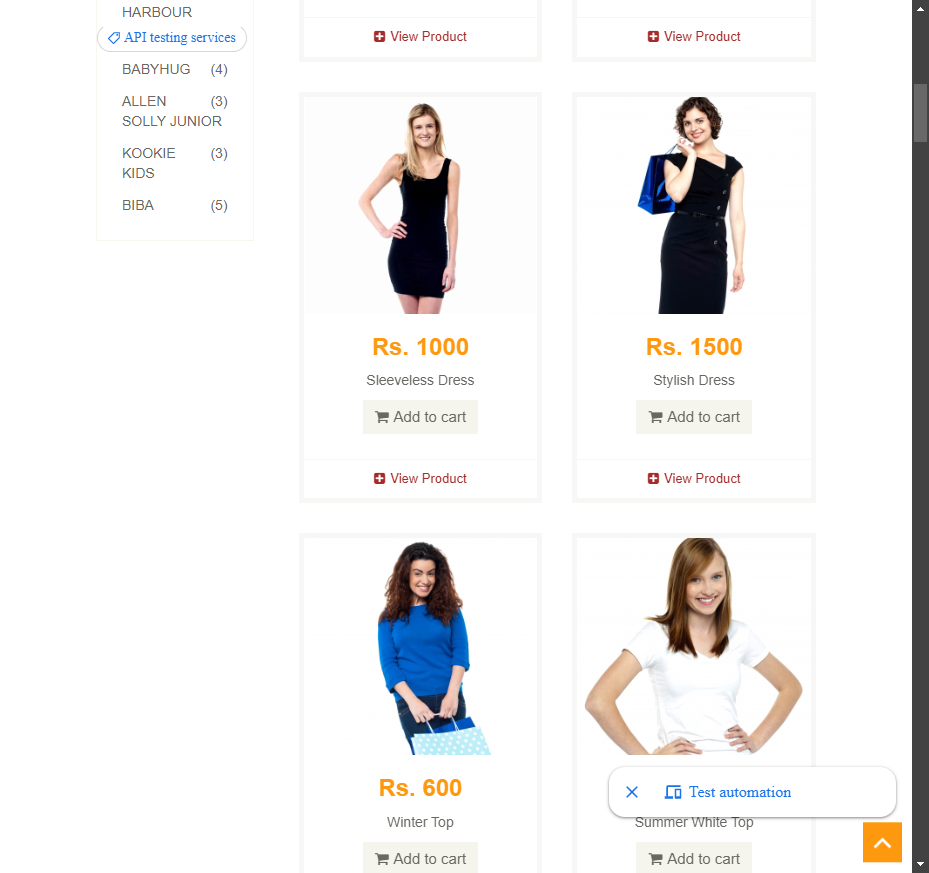 HARBOUR
API testing services
BABYHUG (4)
ALLEN (3)
SOLLY JUNIOR
KOOKIE (3)
KIDS
BIBA (5)
View Product
View Product
Rs. 1000
Sleeveless Dress
Add to cart
View Product
Rs. 1500
Stylish Dress
Add to cart
View Product
Rs. 600
Winter Top
Add to cart
Test automation
Summer White Top
Add to cart